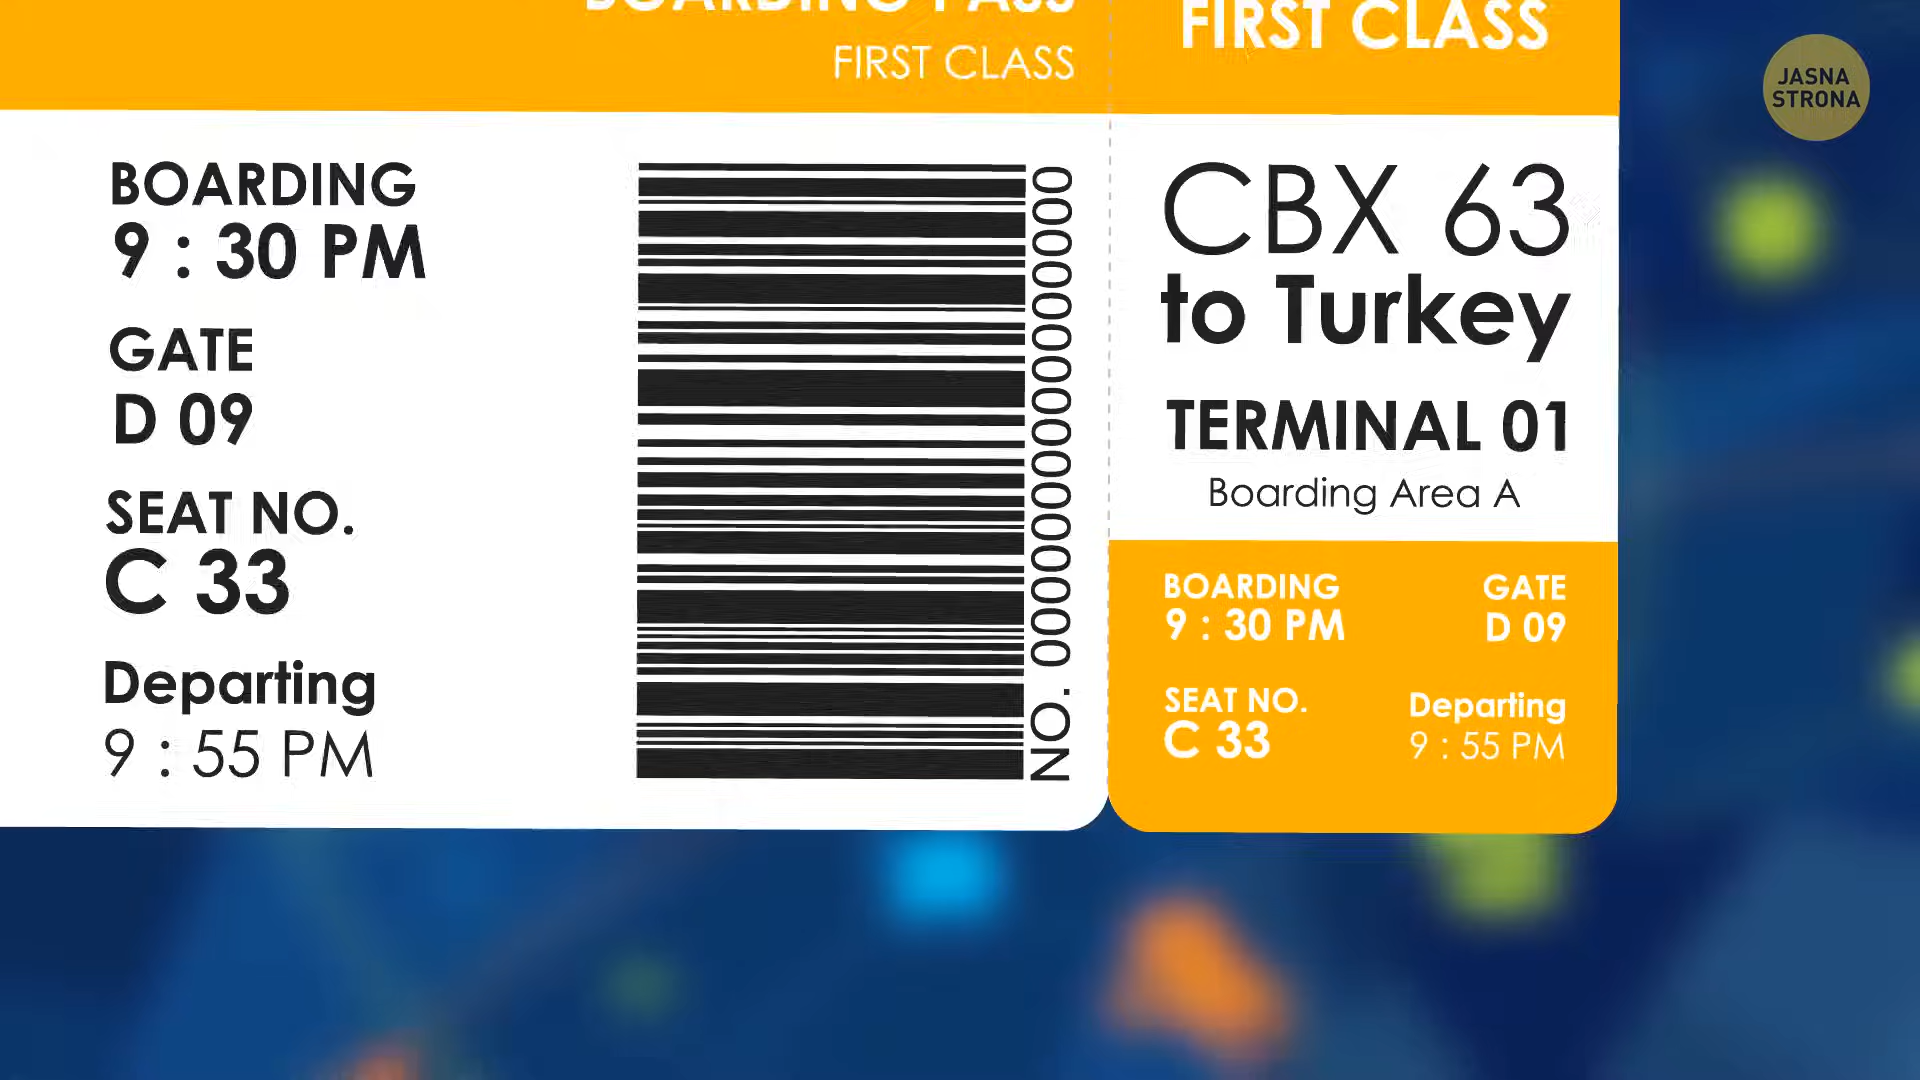 BOARDING PASS
FIRST CLASS
BOARDING
9 : 30 PM
GATE
D 09
SEAT NO.
C 33
Departing
9 : 55 PM
NO. 0000000000000000
FIRST CLASS
CBX 63
to Turkey
TERMINAL 01
Boarding Area A
BOARDING
9 : 30 PM
GATE
D 09
SEAT NO.
C 33
Departing
9 : 55 PM
JASNA
STRONA